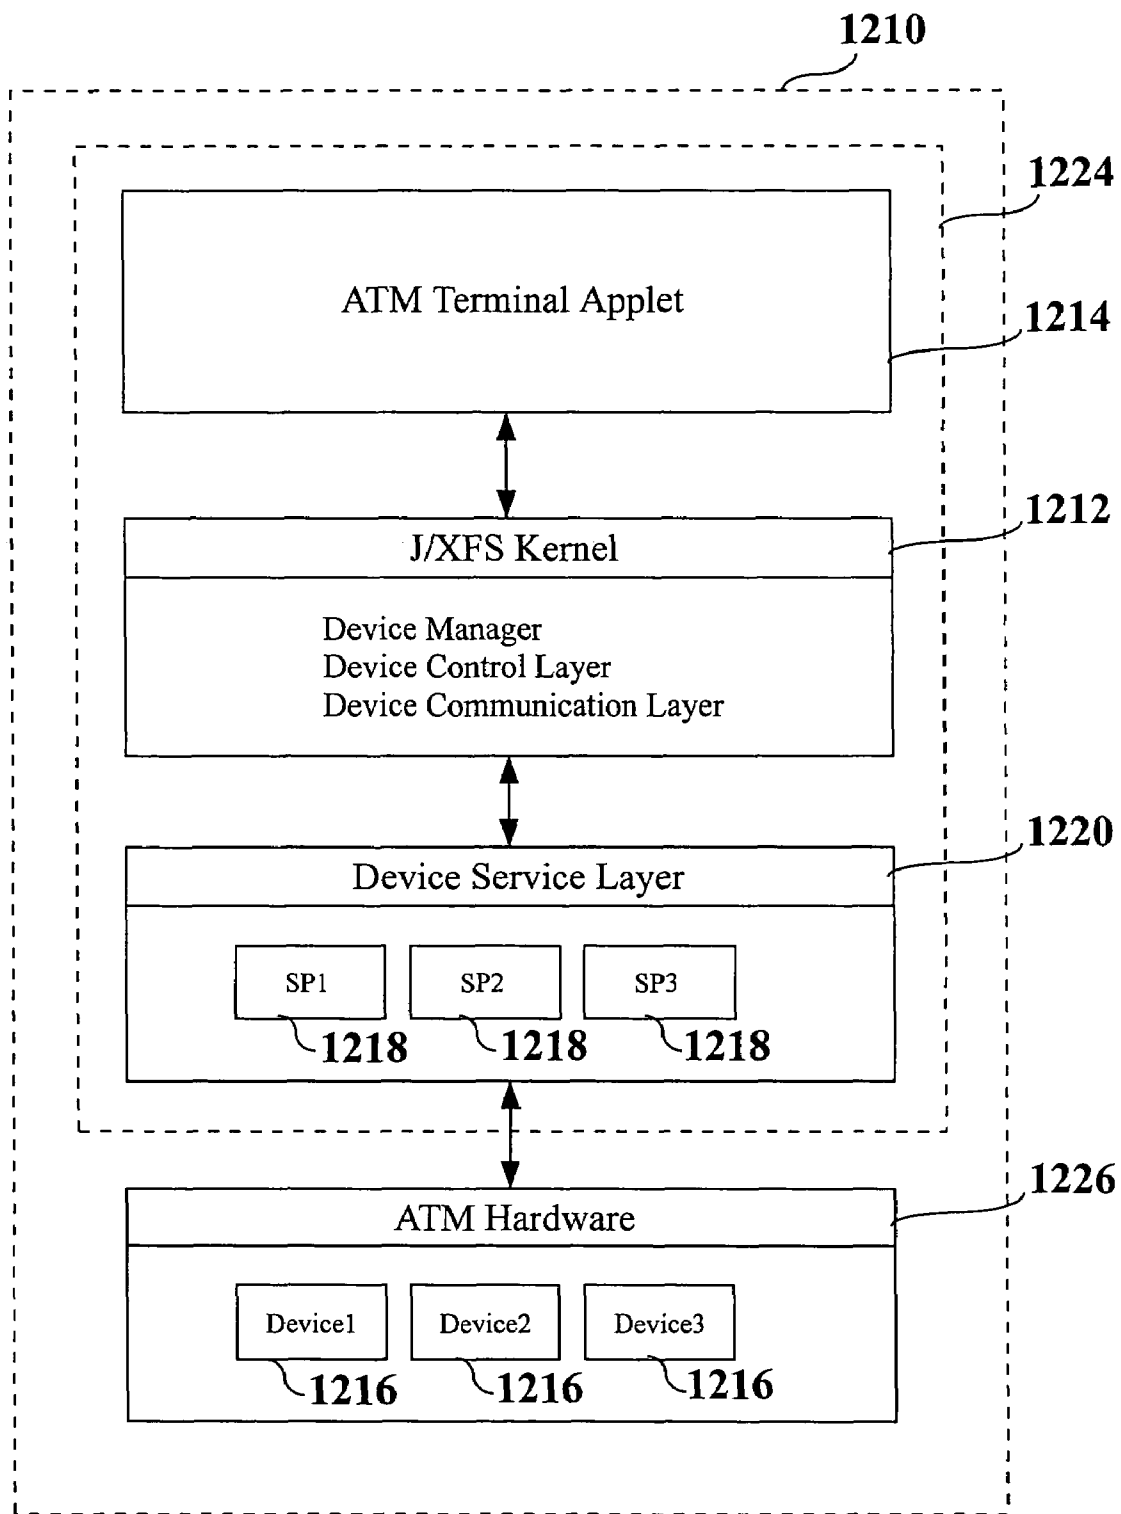 1210
1224
ATM Terminal Applet
1214
1212
J/XFS Kernel
Device Manager
Device Control Layer
Device Communication Layer
1220
Device Service Layer
SP1 SP2 SP3
1218 1218 1218
1226
ATM Hardware
Device1 Device2 Device3
1216 1216 1216